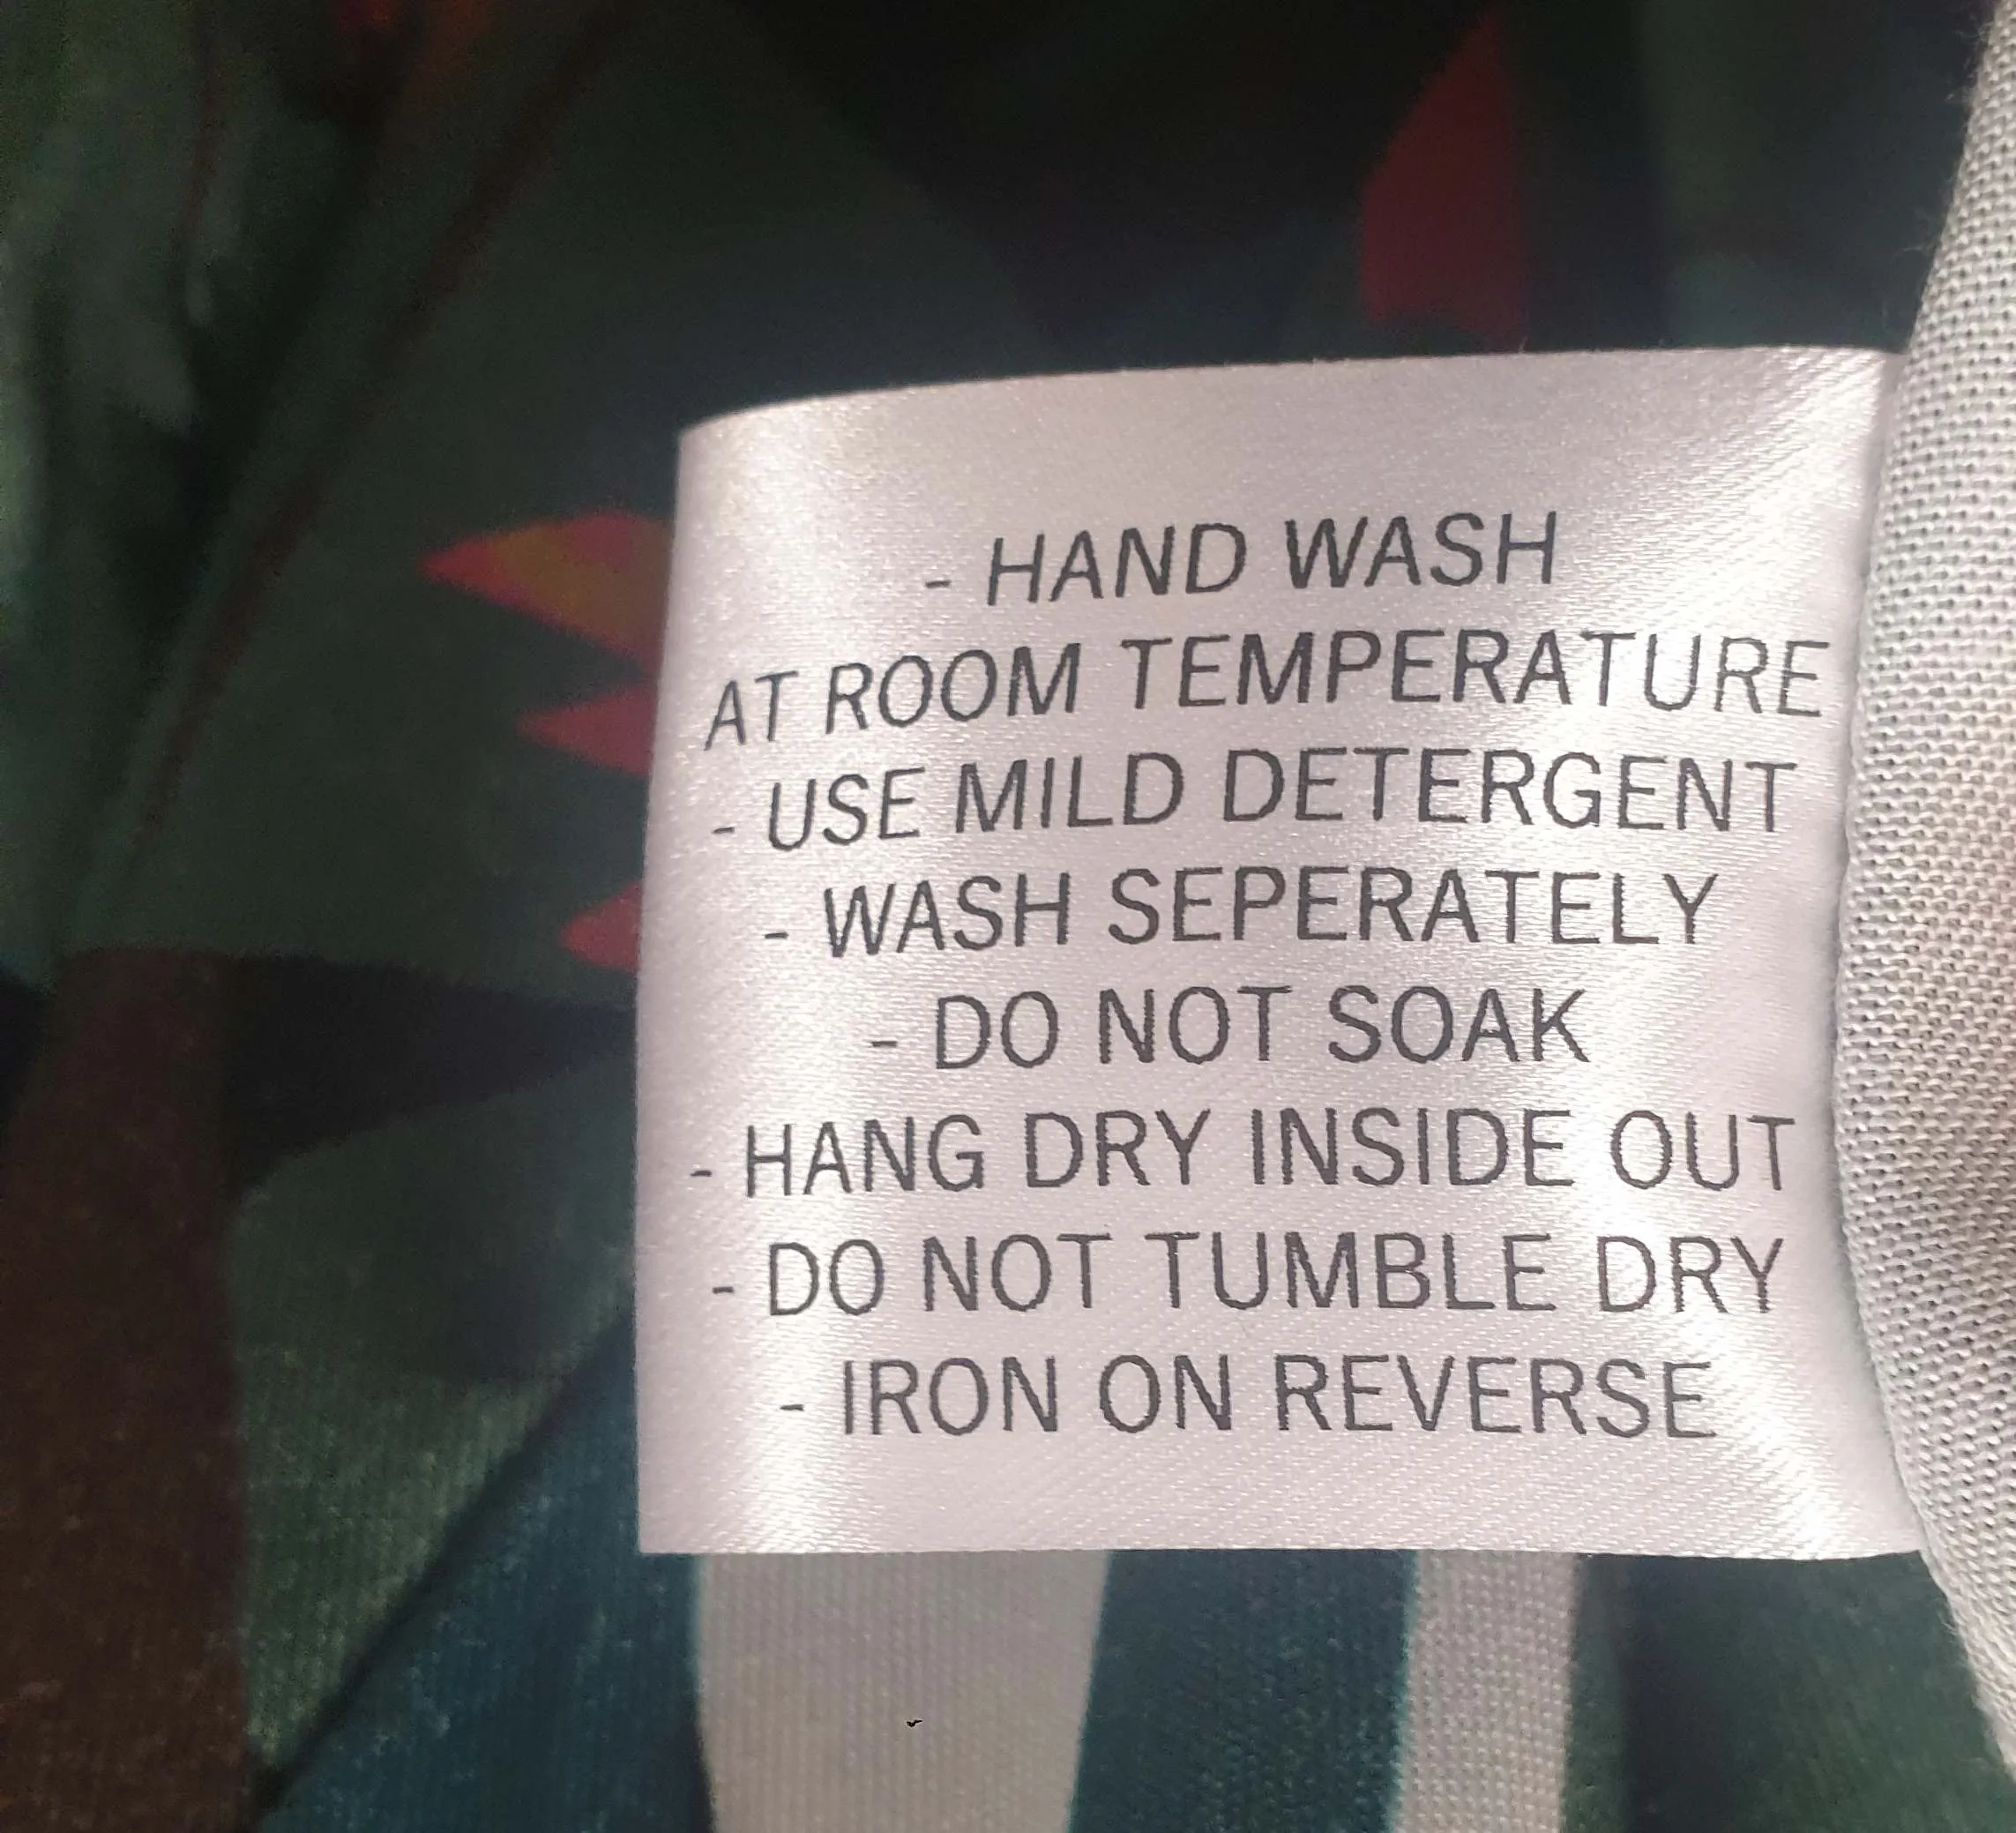 - HAND WASH
AT ROOM TEMPERATURE
- USE MILD DETERGENT
- WASH SEPERATELY
- DO NOT SOAK
- HANG DRY INSIDE OUT
- DO NOT TUMBLE DRY
- IRON ON REVERSE